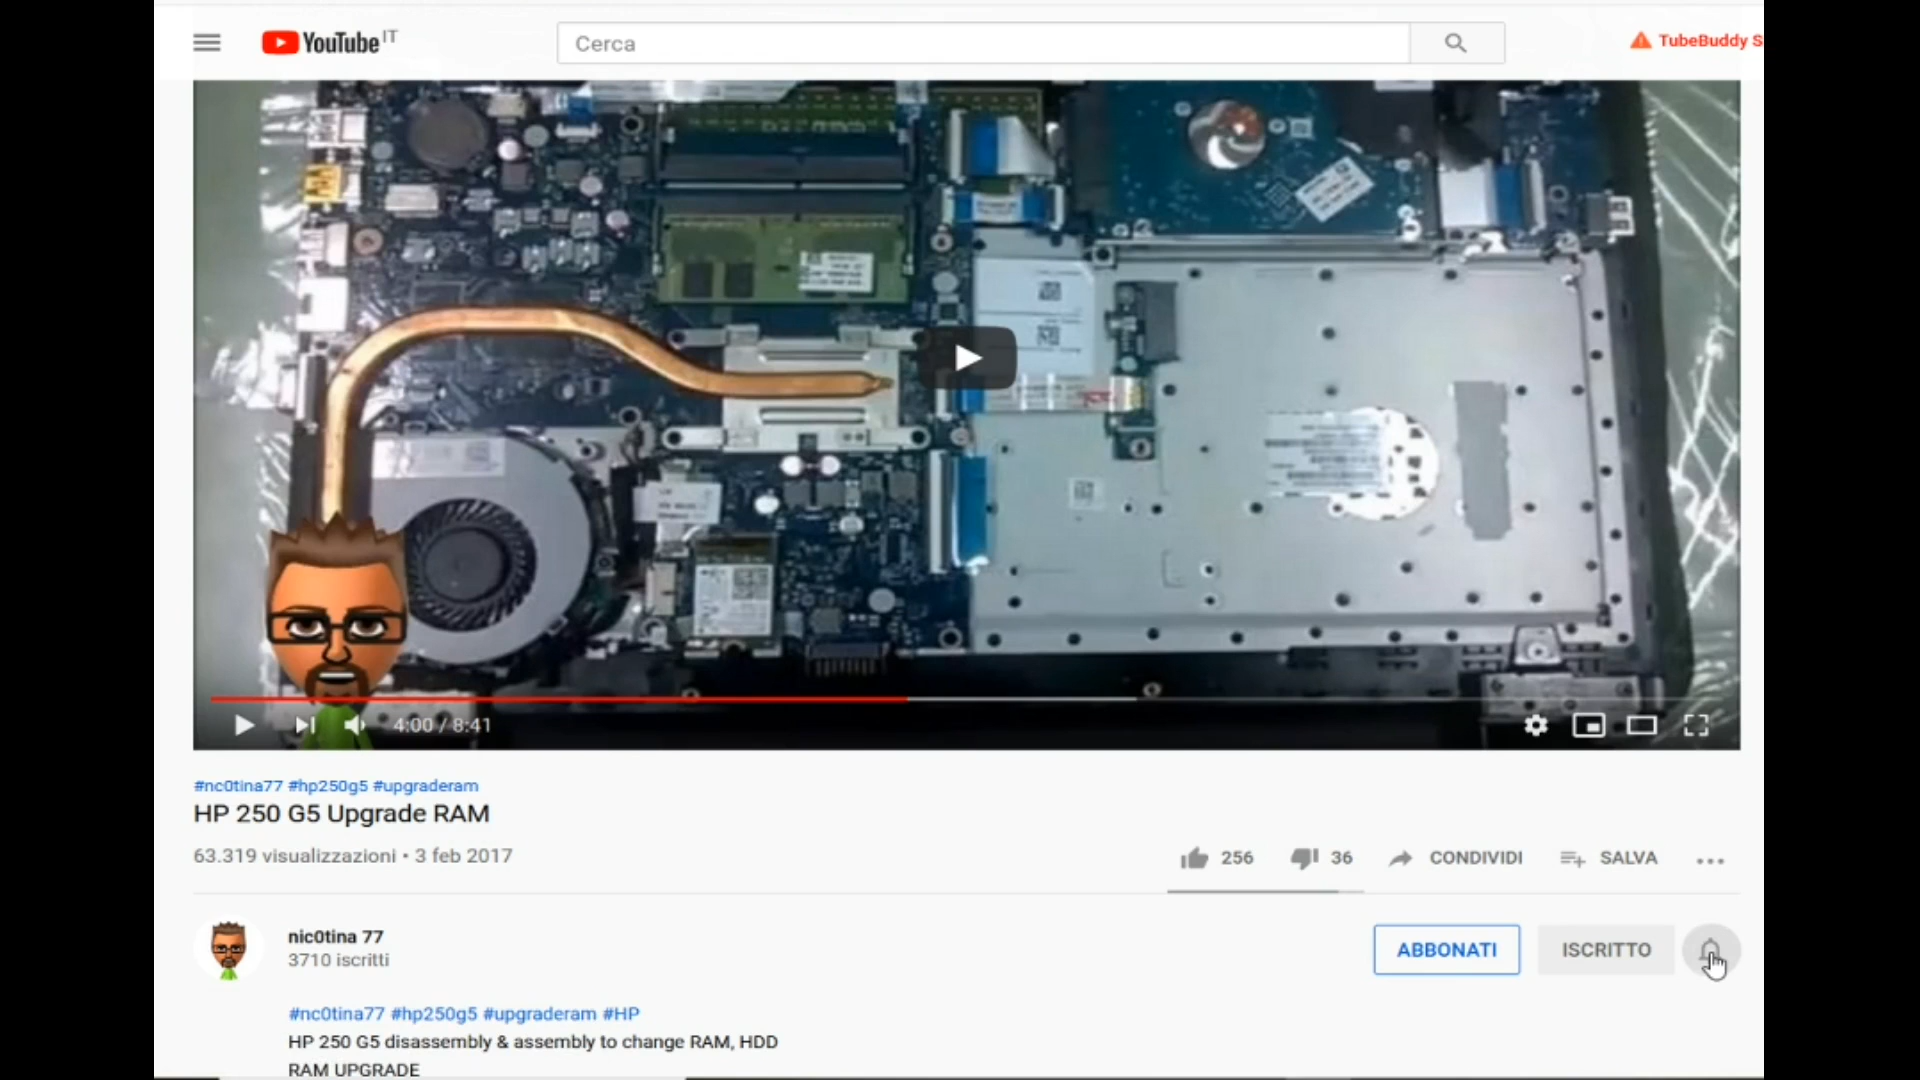 YouTube IT
Cerca
TubeBuddy S
4:00 / 8:41
#nc0tina77 #hp250g5 #upgraderam
HP 250 G5 Upgrade RAM
63.319 visualizzazioni • 3 feb 2017
256
36
CONDIVIDI
SALVA
nic0tina 77
3710 iscritti
ABBONATI
ISCRITTO
#nc0tina77 #hp250g5 #upgraderam #HP
HP 250 G5 disassembly & assembly to change RAM, HDD
RAM UPGRADE